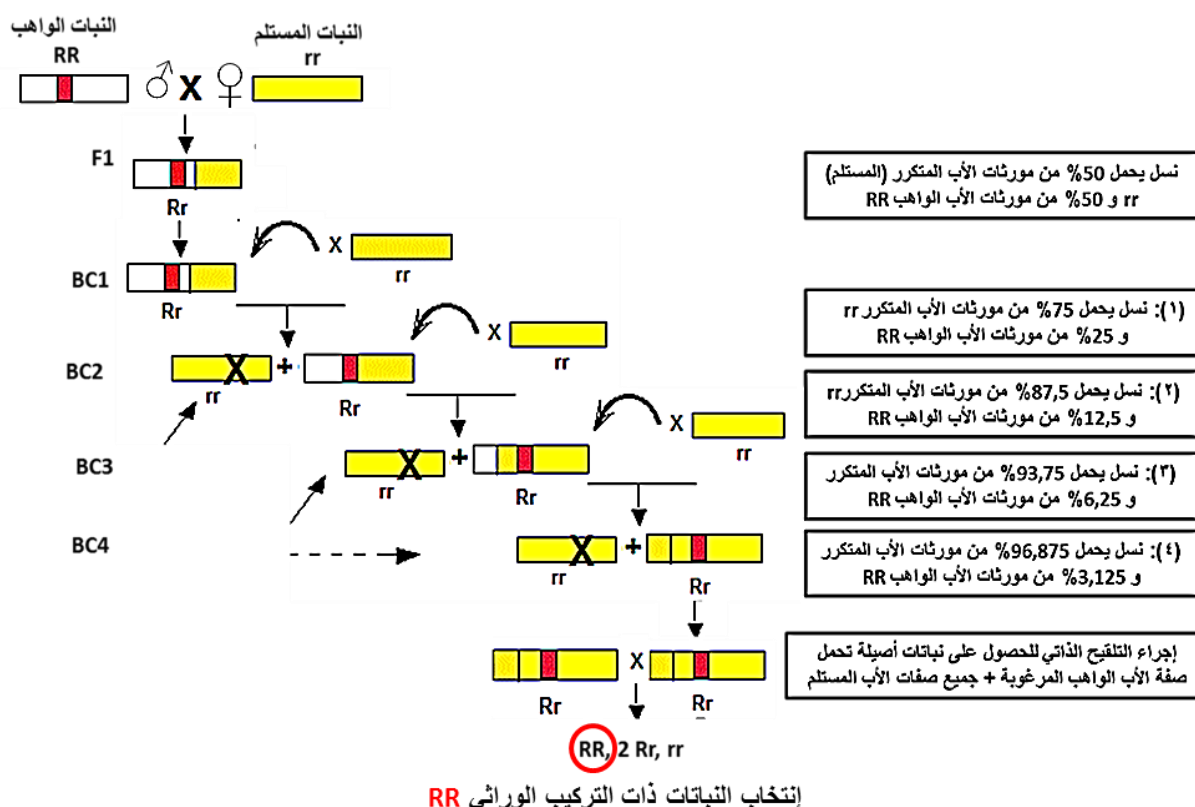 النبات الواهب
RR
النبات المستلم
rr
X
F1
Rr
نسل يحمل 50% من مورثات الأب المتكرر (المستلم)
rr و 50% من مورثات الأب الواهب RR
BC1
Rr
X
rr
(١): نسل يحمل 75% من مورثات الأب المتكرر rr
و 25% من مورثات الأب الواهب RR
BC2
X
rr
+
Rr
X
rr
(٢): نسل يحمل 87,5% من مورثات الأب المتكررrr
و 12,5% من مورثات الأب الواهب RR
BC3
X
rr
+
Rr
X
rr
(٣): نسل يحمل 93,75% من مورثات الأب المتكرر
و 6,25% من مورثات الأب الواهب RR
BC4
X
rr
+
Rr
(٤): نسل يحمل 96,875% من مورثات الأب المتكرر
و 3,125% من مورثات الأب الواهب RR
Rr
X
Rr
إجراء التلقيح الذاتي للحصول على نباتات أصيلة تحمل
صفة الأب الواهب المرغوبة + جميع صفات الأب المستلم
RR, 2 Rr, rr
إنتخاب النباتات ذات التركيب الوراثي RR